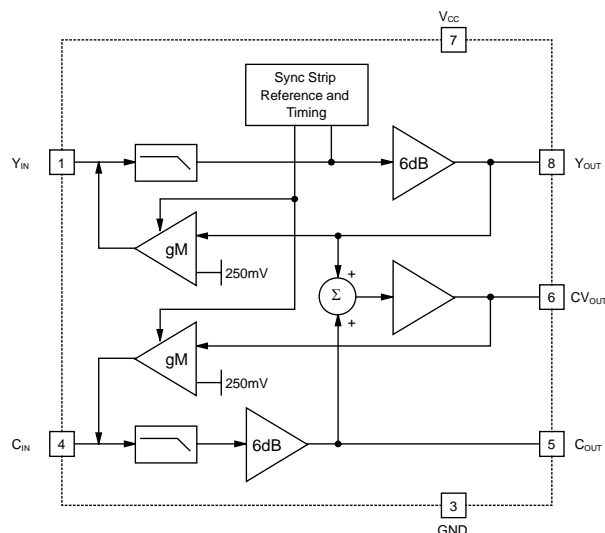 VCC
7
Sync Strip
Reference and
Timing
YIN
1
6dB
8
YOUT
gM
250mV
+
Σ
+
6
CVOUT
gM
250mV
CIN
4
6dB
5
COUT
3
GND